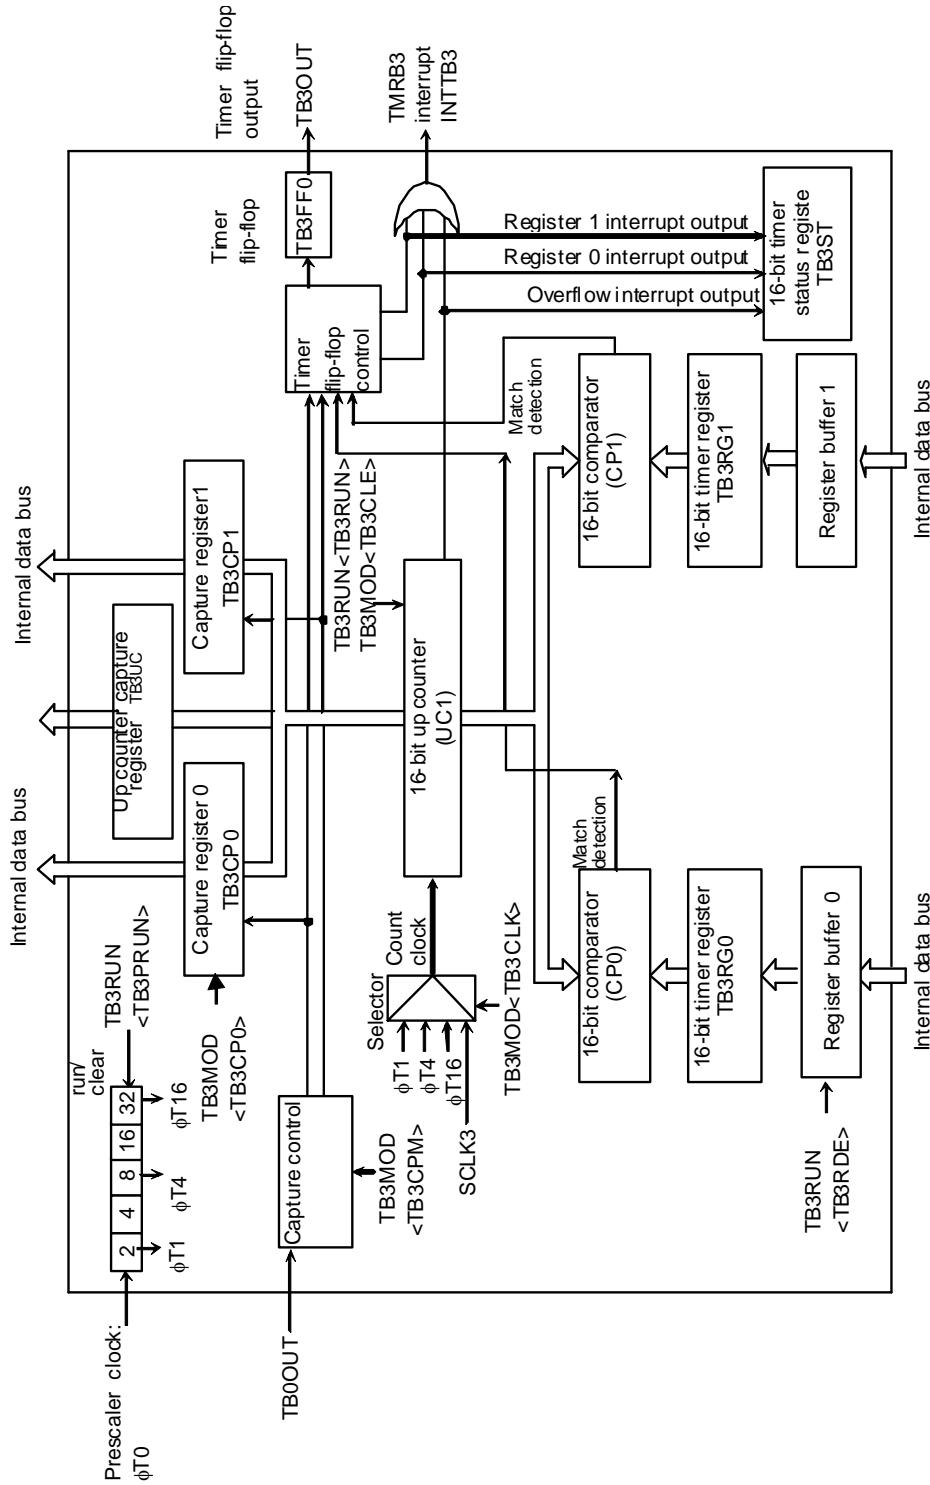 Prescaler clock:
φT0
2
4
8
16
32
run/
clear
TB3RUN
<TB3PRUN>
φT1
φT4
φT16
Internal data bus
Internal data bus
Up counter capture
register TB3UC
TB3MOD
<TB3CP0>
Capture register 0
TB3CP0
Capture register1
TB3CP1
TB0OUT
Capture control
TB3MOD
<TB3CPM>
Timer
flip-flop
control
Timer
flip-flop
TB3FF0
Timer flip-flop
output
TB3OUT
TB3RUN<TB3RUN>
TB3MOD<TB3CLE>
Selector
Count
clock
φT1
φT4
φT16
SCLK3
TB3MOD<TB3CLK>
16-bit up counter
(UC1)
TMRB3
interrupt
INTTB3
Register 1 interrupt output
Register 0 interrupt output
Overflow interrupt output
Match
detection
Match
detection
16-bit comparator
(CP0)
16-bit comparator
(CP1)
16-bit timer register
TB3RG0
16-bit timer register
TB3RG1
16-bit timer
status registe
TB3ST
TB3RUN
<TB3RDE>
Register buffer 0
Register buffer 1
Internal data bus
Internal data bus